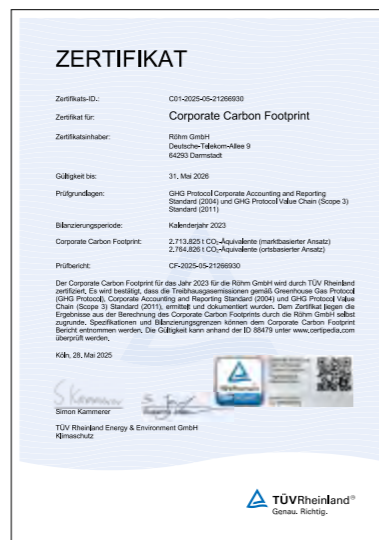 ZERTIFIKAT
Zertifikats-ID.: C01-2025-05-21266930
Zertifikat für: Corporate Carbon Footprint
Zertifikatsinhaber: Röhm GmbH
Deutsche-Telekom-Allee 9
64293 Darmstadt
Gültigkeit bis: 31. Mai 2026
Prüfgrundlagen: GHG Protocol Corporate Accounting and Reporting
Standard (2004) und GHG Protocol Value Chain (Scope 3)
Standard (2011)
Bilanzierungsperiode: Kalenderjahr 2023
Corporate Carbon Footprint: 2.713.825 t CO₂-Äquivalente (marktbasierter Ansatz)
2.764.826 t CO₂-Äquivalente (ortsbasierter Ansatz)
Prüfbericht: CF-2025-05-21266930
Der Corporate Carbon Footprint für das Jahr 2023 für die Röhm GmbH wird durch TÜV Rheinland
zertifiziert. Es wird bestätigt, dass die Treibhausgasemissionen gemäß Greenhouse Gas Protocol
(GHG Protocol), Corporate Accounting and Reporting Standard (2004) und GHG Protocol Value
Chain (Scope 3) Standard (2011), ermittelt und dokumentiert wurden. Dem Zertifikat liegen die
Ergebnisse aus der Berechnung des Corporate Carbon Footprints durch die Röhm GmbH selbst
zugrunde. Spezifikationen und Bilanzierungsgrenzen können dem Corporate Carbon Footprint
Bericht entnommen werden. Die Gültigkeit kann anhand der ID 88479 unter www.certipedia.com
überprüft werden.
Köln, 28. Mai 2025
Simon Kammerer
TÜV Rheinland Energy & Environment GmbH
Klimaschutz
TÜVRheinland
TÜVRheinland®
Genau. Richtig.